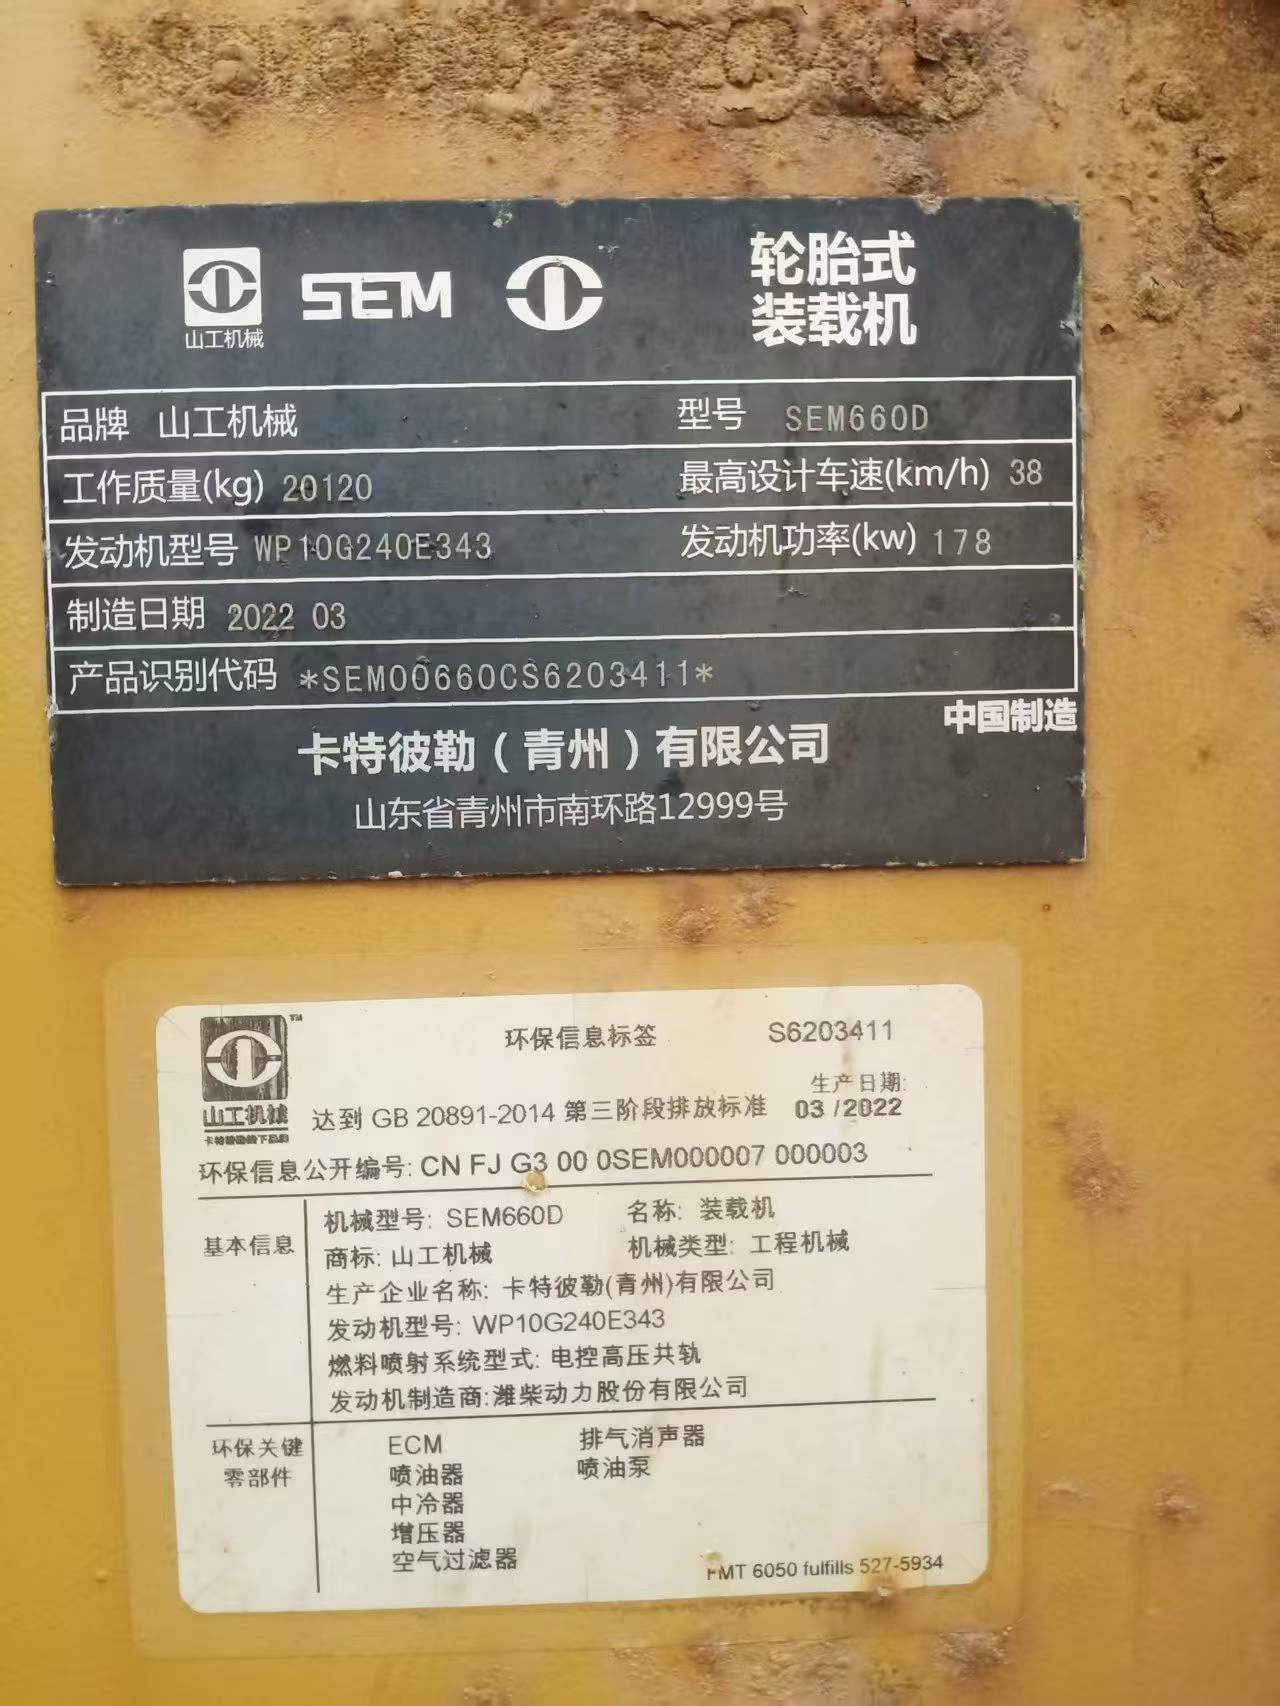 山工机械
SEM
轮胎式
装载机
品牌 山工机械 型号 SEM660D
工作质量(kg) 20120 最高设计车速(km/h) 38
发动机型号 WP10G240E343 发动机功率(kw) 178
制造日期 2022 03
产品识别代码 *SEM00660CS6203411*
中国制造
卡特彼勒(青州)有限公司
山东省青州市南环路12999号
TM
山工机械
环保信息标签 S6203411
生产日期:
达到 GB 20891-2014 第三阶段排放标准 03 /2022
环保信息公开编号: CN FJ G3 00 0SEM000007 000003
基本信息
机械型号: SEM660D 名称: 装载机
商标: 山工机械 机械类型: 工程机械
生产企业名称: 卡特彼勒(青州)有限公司
发动机型号: WP10G240E343
燃料喷射系统型式: 电控高压共轨
发动机制造商:潍柴动力股份有限公司
环保关键
零部件
ECM 排气消声器
喷油器 喷油泵
中冷器
增压器
空气过滤器
6050 fulfills 527-5934